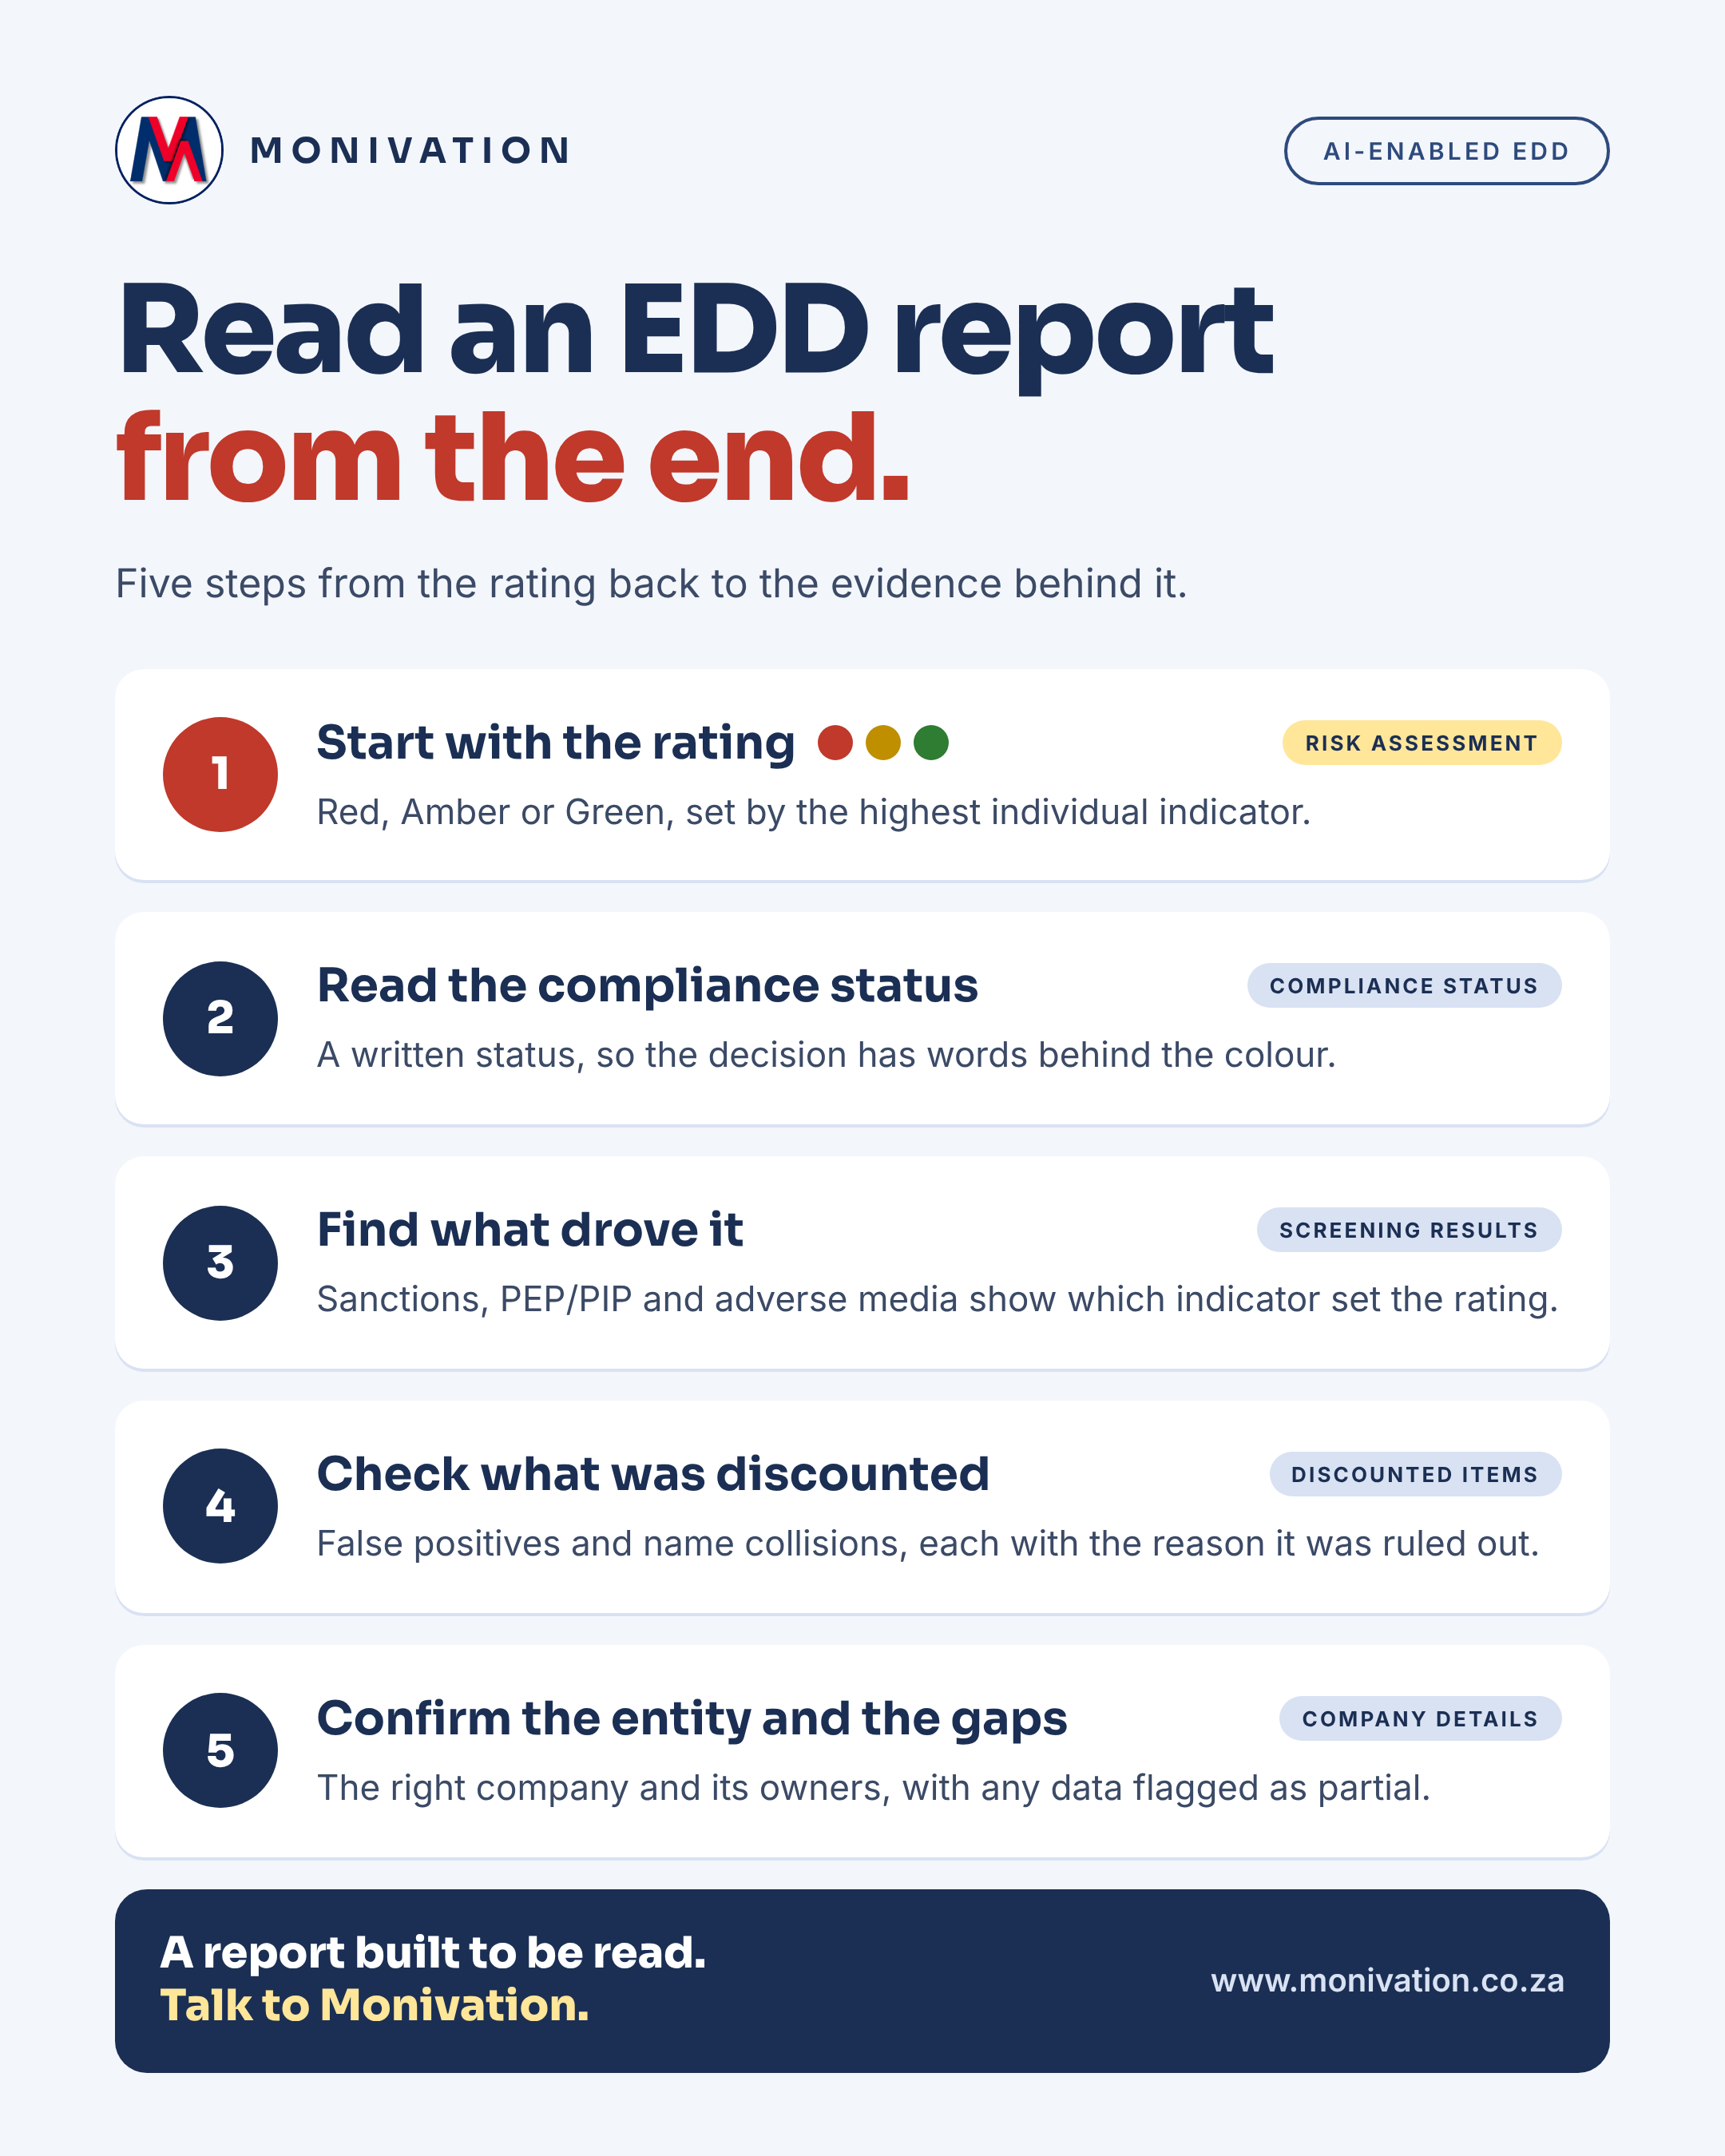 MONIVATION
AI-ENABLED EDD
Read an EDD report
from the end.
Five steps from the rating back to the evidence behind it.
1
Start with the rating
RISK ASSESSMENT
Red, Amber or Green, set by the highest individual indicator.
2
Read the compliance status
COMPLIANCE STATUS
A written status, so the decision has words behind the colour.
3
Find what drove it
SCREENING RESULTS
Sanctions, PEP/PIP and adverse media show which indicator set the rating.
4
Check what was discounted
DISCOUNTED ITEMS
False positives and name collisions, each with the reason it was ruled out.
5
Confirm the entity and the gaps
COMPANY DETAILS
The right company and its owners, with any data flagged as partial.
A report built to be read.
Talk to Monivation.
www.monivation.co.za